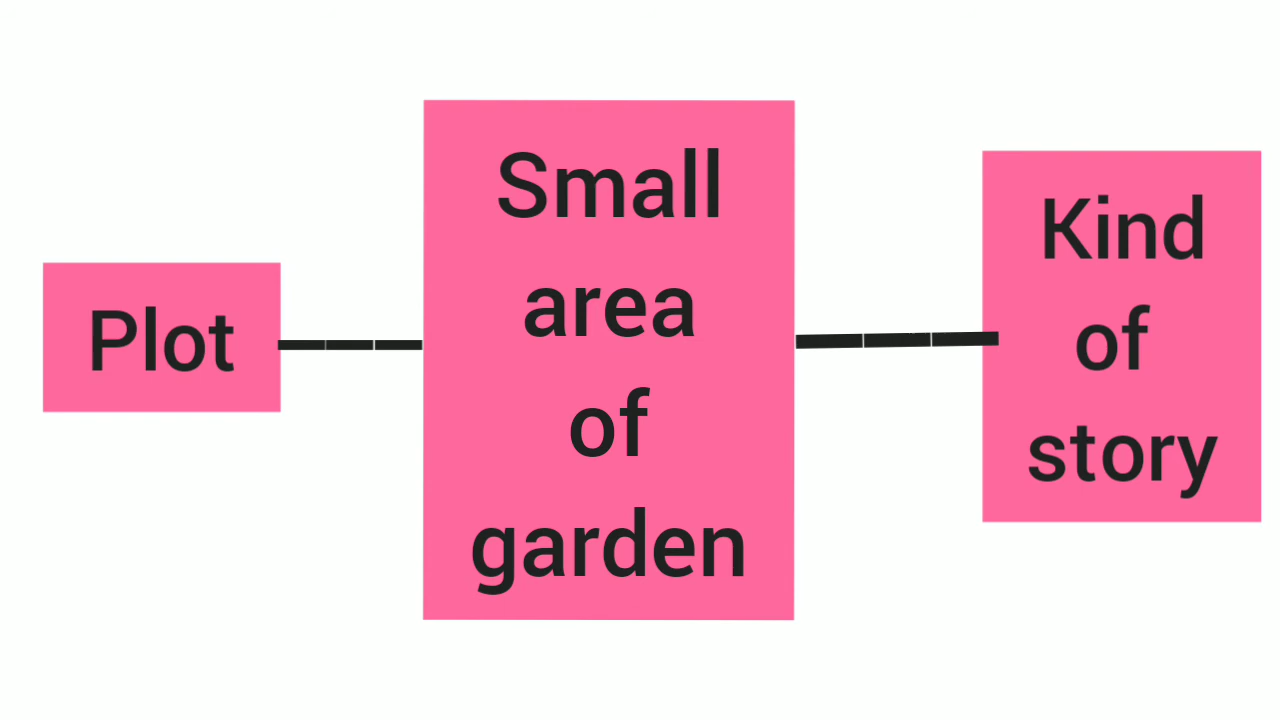 Plot
Small
area
of
garden
Kind
of
story